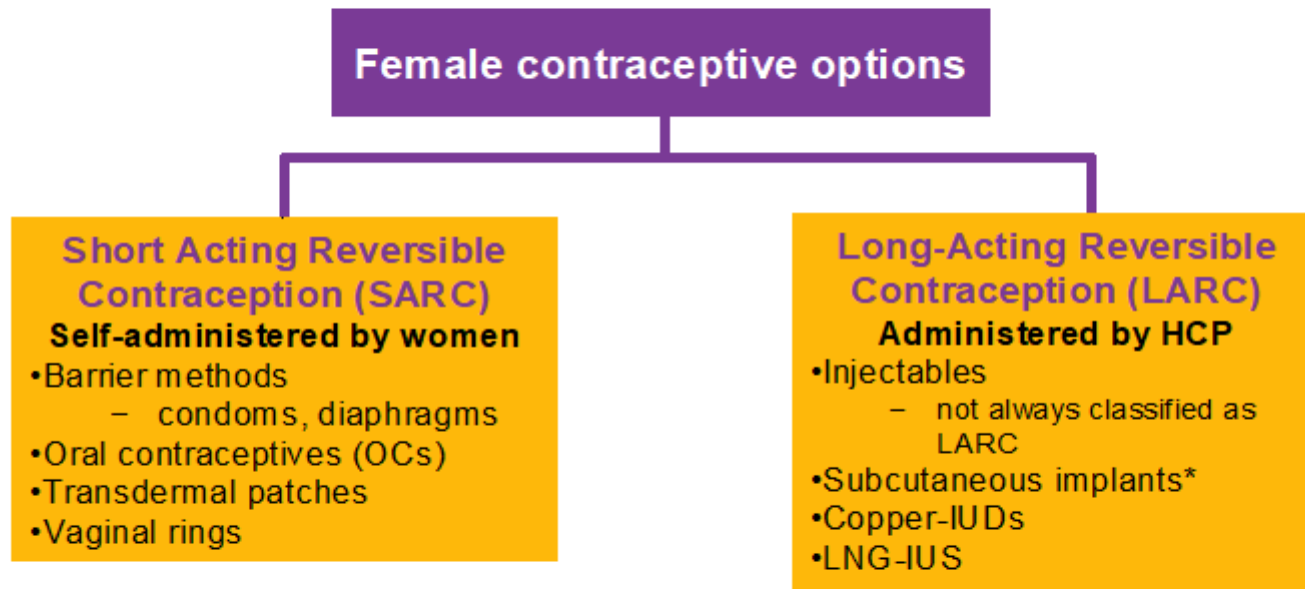 Female contraceptive options
Short Acting Reversible
Contraception (SARC)
Self-administered by women
•Barrier methods
– condoms, diaphragms
•Oral contraceptives (OCs)
•Transdermal patches
•Vaginal rings
Long-Acting Reversible
Contraception (LARC)
Administered by HCP
•Injectables
– not always classified as
LARC
•Subcutaneous implants*
•Copper-IUDs
•LNG-IUS